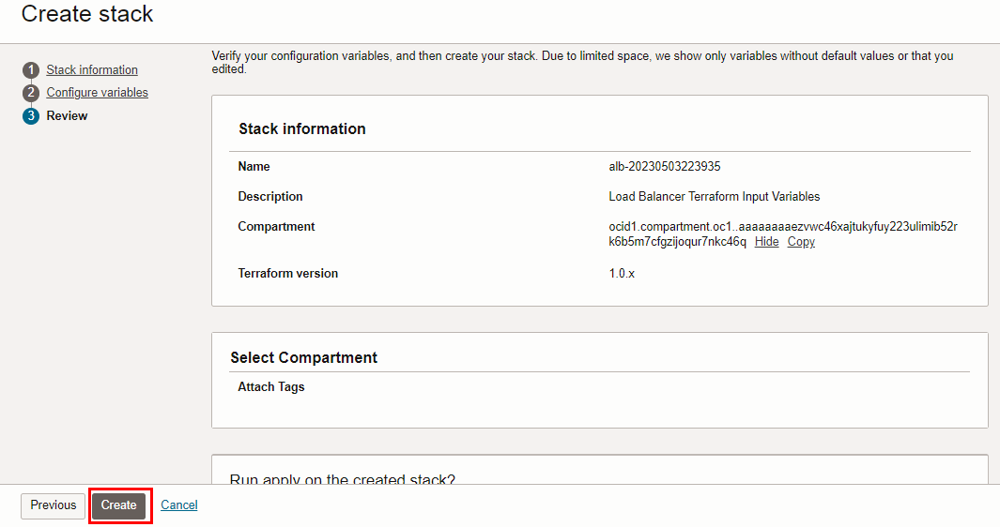 Create stack
1 Stack information
2 Configure variables
3 Review
Verify your configuration variables, and then create your stack. Due to limited space, we show only variables without default values or that you
edited.
Stack information
Name alb-20230503223935
Description Load Balancer Terraform Input Variables
Compartment ocid1.compartment.oc1..aaaaaaaaezvwc46xajtukyfuy223ulimib52r
k6b5m7cfgzijoqur7nkc46q Hide Copy
Terraform version 1.0.x
Select Compartment
Attach Tags
Run apply on the created stack?
Previous Create Cancel